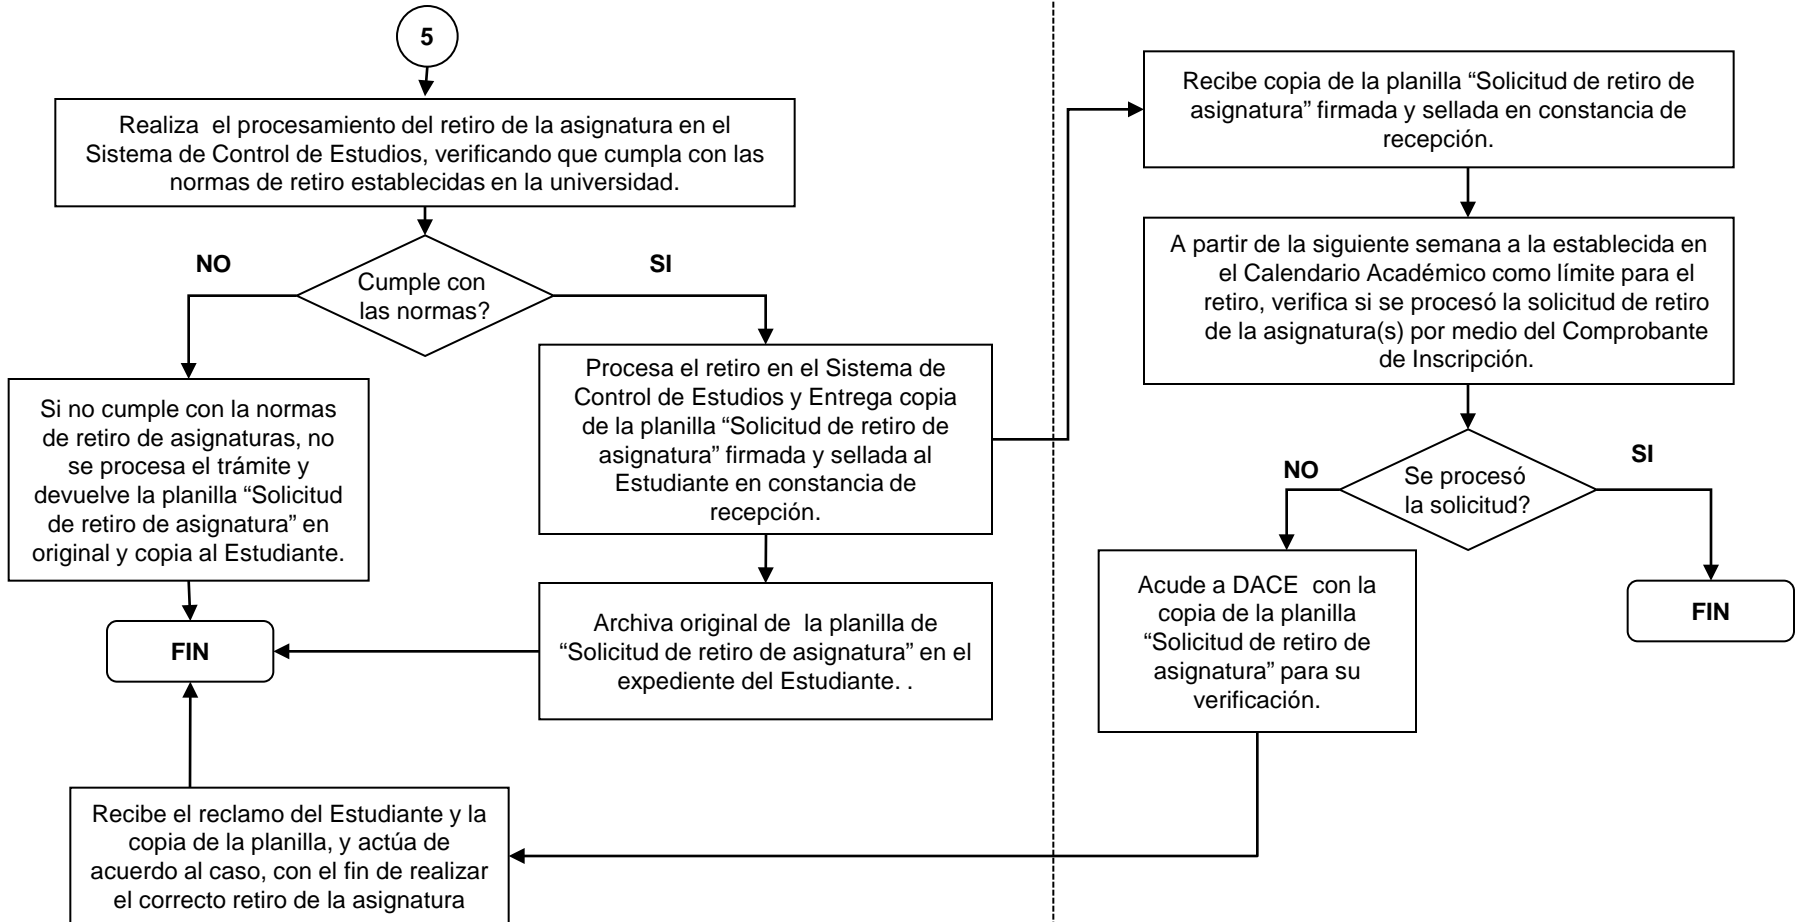 5
Realiza el procesamiento del retiro de la asignatura en el
Sistema de Control de Estudios, verificando que cumpla con las
normas de retiro establecidas en la universidad.
NO
SI
Cumple con
las normas?
Si no cumple con la normas
de retiro de asignaturas, no
se procesa el trámite y
devuelve la planilla “Solicitud
de retiro de asignatura” en
original y copia al Estudiante.
Procesa el retiro en el Sistema de
Control de Estudios y Entrega copia
de la planilla “Solicitud de retiro de
asignatura” firmada y sellada al
Estudiante en constancia de
recepción.
FIN
Archiva original de la planilla de
“Solicitud de retiro de asignatura” en el
expediente del Estudiante. .
Recibe el reclamo del Estudiante y la
copia de la planilla, y actúa de
acuerdo al caso, con el fin de realizar
el correcto retiro de la asignatura
Recibe copia de la planilla “Solicitud de retiro de
asignatura” firmada y sellada en constancia de
recepción.
A partir de la siguiente semana a la establecida en
el Calendario Académico como límite para el
retiro, verifica si se procesó la solicitud de retiro
de la asignatura(s) por medio del Comprobante
de Inscripción.
NO
SI
Se procesó
la solicitud?
Acude a DACE con la
copia de la planilla
“Solicitud de retiro de
asignatura” para su
verificación.
FIN